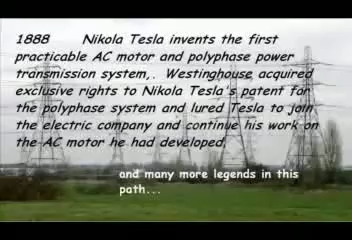 1888 Nikola Tesla invents the first
practicable AC motor and polyphase power
transmission system,. Westinghouse acquired
exclusive rights to Nikola Tesla's patent for
the polyphase system and lured Tesla to join
the electric company and continue his work on
the AC motor he had developed.
and many more legends in this
path...